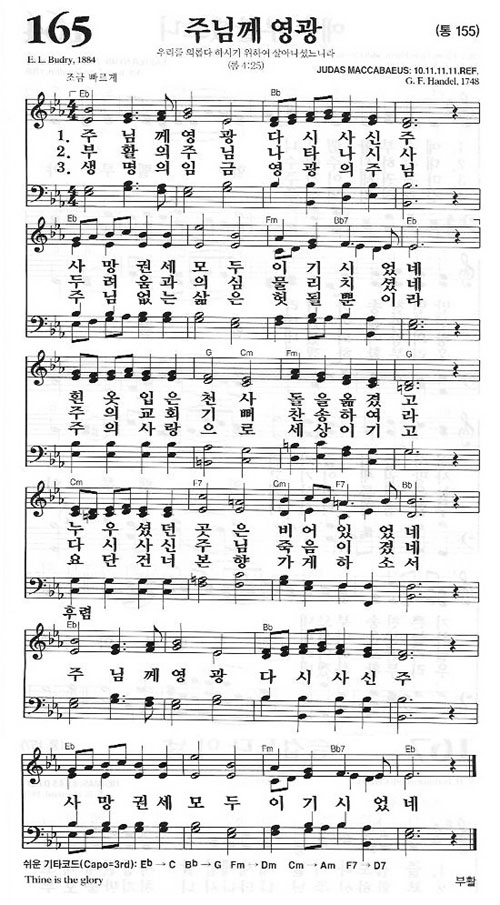 165 주님께 영광 (통 155)
우리를 의롭다 하시기 위하여 살아나셨느니라
E. L. Budry, 1884
(롬 4:25)
JUDAS MACCABAEUS: 10.11.11.11.REF.
G. F. Handel, 1748
조금 빠르게
Eb Bb
1. 주 님 께 영 광 다 시 사 신 주
2. 부 활 의 주 님 나 타 나 시 사
3. 생 명 의 임 금 영 광 의 주 님
Eb Fm Bb7 Eb
사 망 권 세 모 두 이 기 시 었 네
두 려 움 과 의 심 물 리 치 셨 네
주 님 없 는 삶 은 헛 될 뿐 이 라
G Cm Fm G
흰 옷 입 은 천 사 돌 을 옮 겼 고
주 의 교 회 기 뻐 찬 송 하 여 라
주 의 사 랑 으 로 세 상 이 기 고
Cm F7 Cm F7 Bb
누 우 셨 던 곳 은 비 어 있 었 네
다 시 사 신 주 님 죽 음 이 겼 네
요 단 건 너 본 향 가 게 하 소 서
후렴
Eb Bb
주 님 께 영 광 다 시 사 신 주
Eb Fm Bb7 Eb
사 망 권 세 모 두 이 기 시 었 네
쉬운 기타코드(Capo=3rd): Eb → C Bb → G Fm → Dm Cm → Am F7 → D7
Thine is the glory 부활